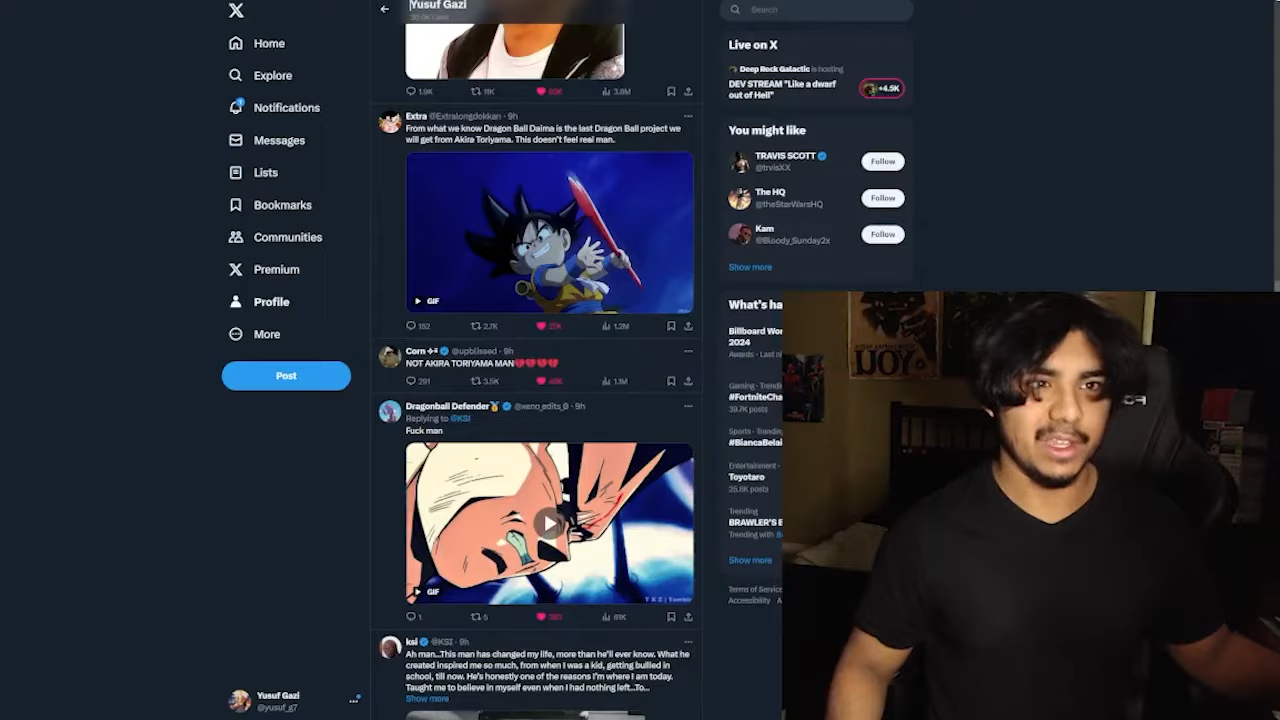 Yusuf Gazi
Home
Explore
Notifications
Messages
Lists
Bookmarks
Communities
Premium
Profile
More
Post
Yusuf Gazi
@yusuf_g7
1.9K
11K
3.8M
Extra @Extralongdokkan · 9h
From what we know Dragon Ball Daima is the last Dragon Ball project we
will get from Akira Toriyama. This doesn't feel real man.
GIF
152
2.7K
1.2M
Corn @upblissed · 9h
NOT AKIRA TORIYAMA MAN💔💔💔💔
291
3.5K
1.1M
Dragonball Defender🏅 @xeno_edits_0 · 9h
Replying to @KSI
Fuck man
GIF
1
5
61K
ksi @KSI · 9h
Ah man...This man has changed my life, more than he'll ever know. What he
created inspired me so much, from when I was a kid, getting bullied in
school, till now. He's honestly one of the reasons I'm where I am today.
Taught me to believe in myself even when I had nothing left...To...
Show more
Search
Live on X
Deep Rock Galactic is hosting
DEV STREAM "Like a dwarf
out of Hell"
+4.5K
You might like
TRAVIS SCOTT
@trvisXX
Follow
The HQ
@theStarWarsHQ
Follow
Kam
@Bloody_Sunday2x
Follow
Show more
What's ha
Billboard Wo
2024
Awards · Last n
Gaming · Trendi
#FortniteCha
39.7K posts
Sports · Trendin
#BiancaBelai
Entertainment ·
Toyotaro
25.6K posts
Trending
BRAWLER'S E
Trending with
Show more
Terms of Service
Accessibility A